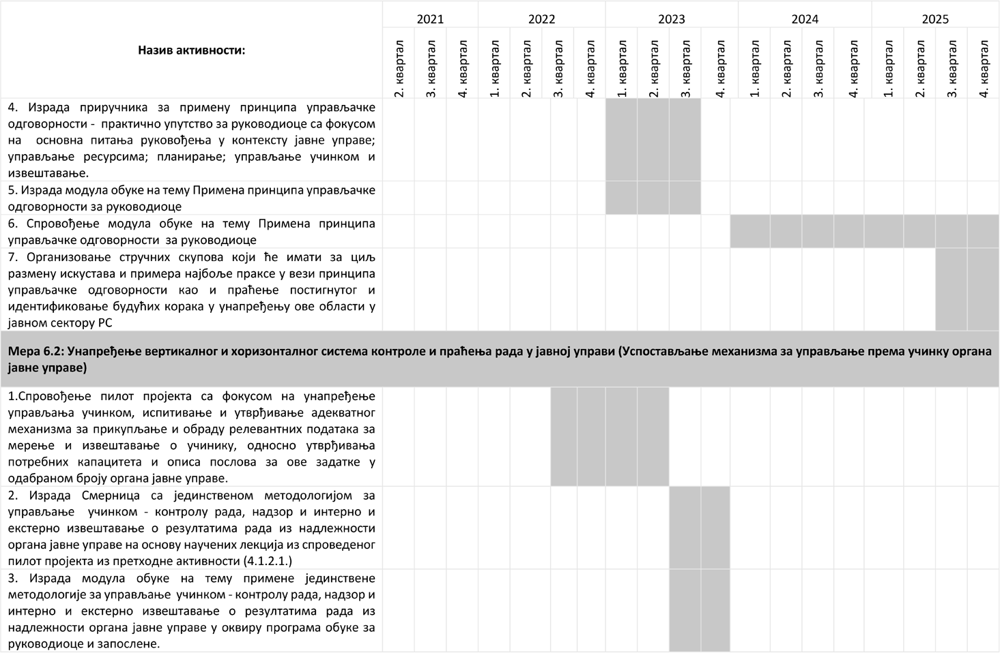 2021 2022 2023 2024 2025
Назив активности:
2. квартал 3. квартал 4. квартал 1. квартал 2. квартал 3. квартал 4. квартал 1. квартал 2. квартал 3. квартал 4. квартал 1. квартал 2. квартал 3. квартал 4. квартал 1. квартал 2. квартал 3. квартал 4. квартал
4. Израда приручника за примену принципа управљачке
одговорности - практично упутство за руководиоце са фокусом
на основна питања руковођења у контексту јавне управе;
управљање ресурсима; планирање; управљање учинком и
извештавање.
5. Израда модула обуке на тему Примена принципа управљачке
одговорности за руководиоце
6. Спровођење модула обуке на тему Примена принципа
управљачке одговорности за руководиоце
7. Организовање стручних скупова који ће имати за циљ
размену искустава и примера најбоље праксе у вези принципа
управљачке одговорности као и праћење постигнутог и
идентификовање будућих корака у унапређењу ове области у
јавном сектору РС
Мера 6.2: Унапређење вертикалног и хоризонталног система контроле и праћења рада у јавној управи (Успостављање механизма за управљање према учинку органа
јавне управе)
1.Спровођење пилот пројекта са фокусом на унапређење
управљања учинком, испитивање и утврђивање адекватног
механизма за прикупљање и обраду релевантних података за
мерење и извештавање о учинику, односно утврђивања
потребних капацитета и описа послова за ове задатке у
одабраном броју органа јавне управе.
2. Израда Смерница са јединственом методологијом за
управљање учинком - контролу рада, надзор и интерно и
екстерно извештавање о резултатима рада из надлежности
органа јавне управе на основу научених лекција из спроведеног
пилот пројекта из претходне активности (4.1.2.1.)
3. Израда модула обуке на тему примене јединствене
методологије за управљање учинком - контролу рада, надзор и
интерно и екстерно извештавање о резултатима рада из
надлежности органа јавне управе у оквиру програма обуке за
руководиоце и запослене.